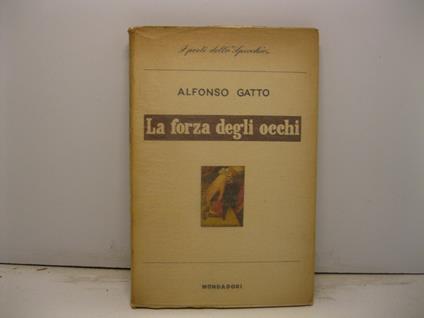 I poeti dello "Specchio"
ALFONSO GATTO
La forza degli occhi
MONDADORI